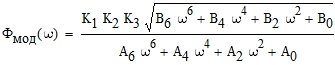 Φмод(ω) = K1 K2 K3 √(B6 ω^6 + B4 ω^4 + B2 ω^2 + B0) / (A6 ω^6 + A4 ω^4 + A2 ω^2 + A0)